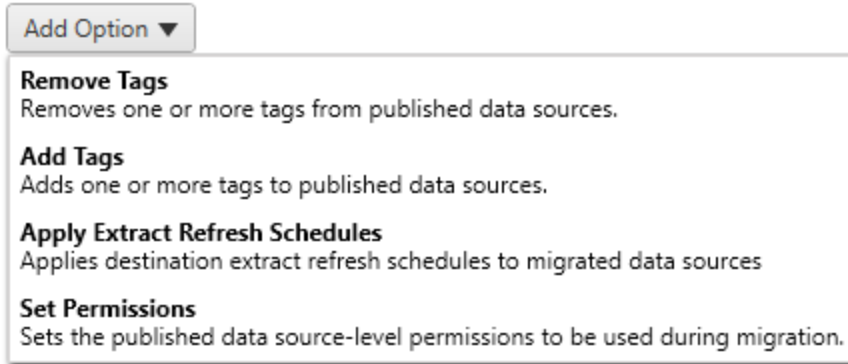 Add Option
Remove Tags
Removes one or more tags from published data sources.
Add Tags
Adds one or more tags to published data sources.
Apply Extract Refresh Schedules
Applies destination extract refresh schedules to migrated data sources
Set Permissions
Sets the published data source-level permissions to be used during migration.